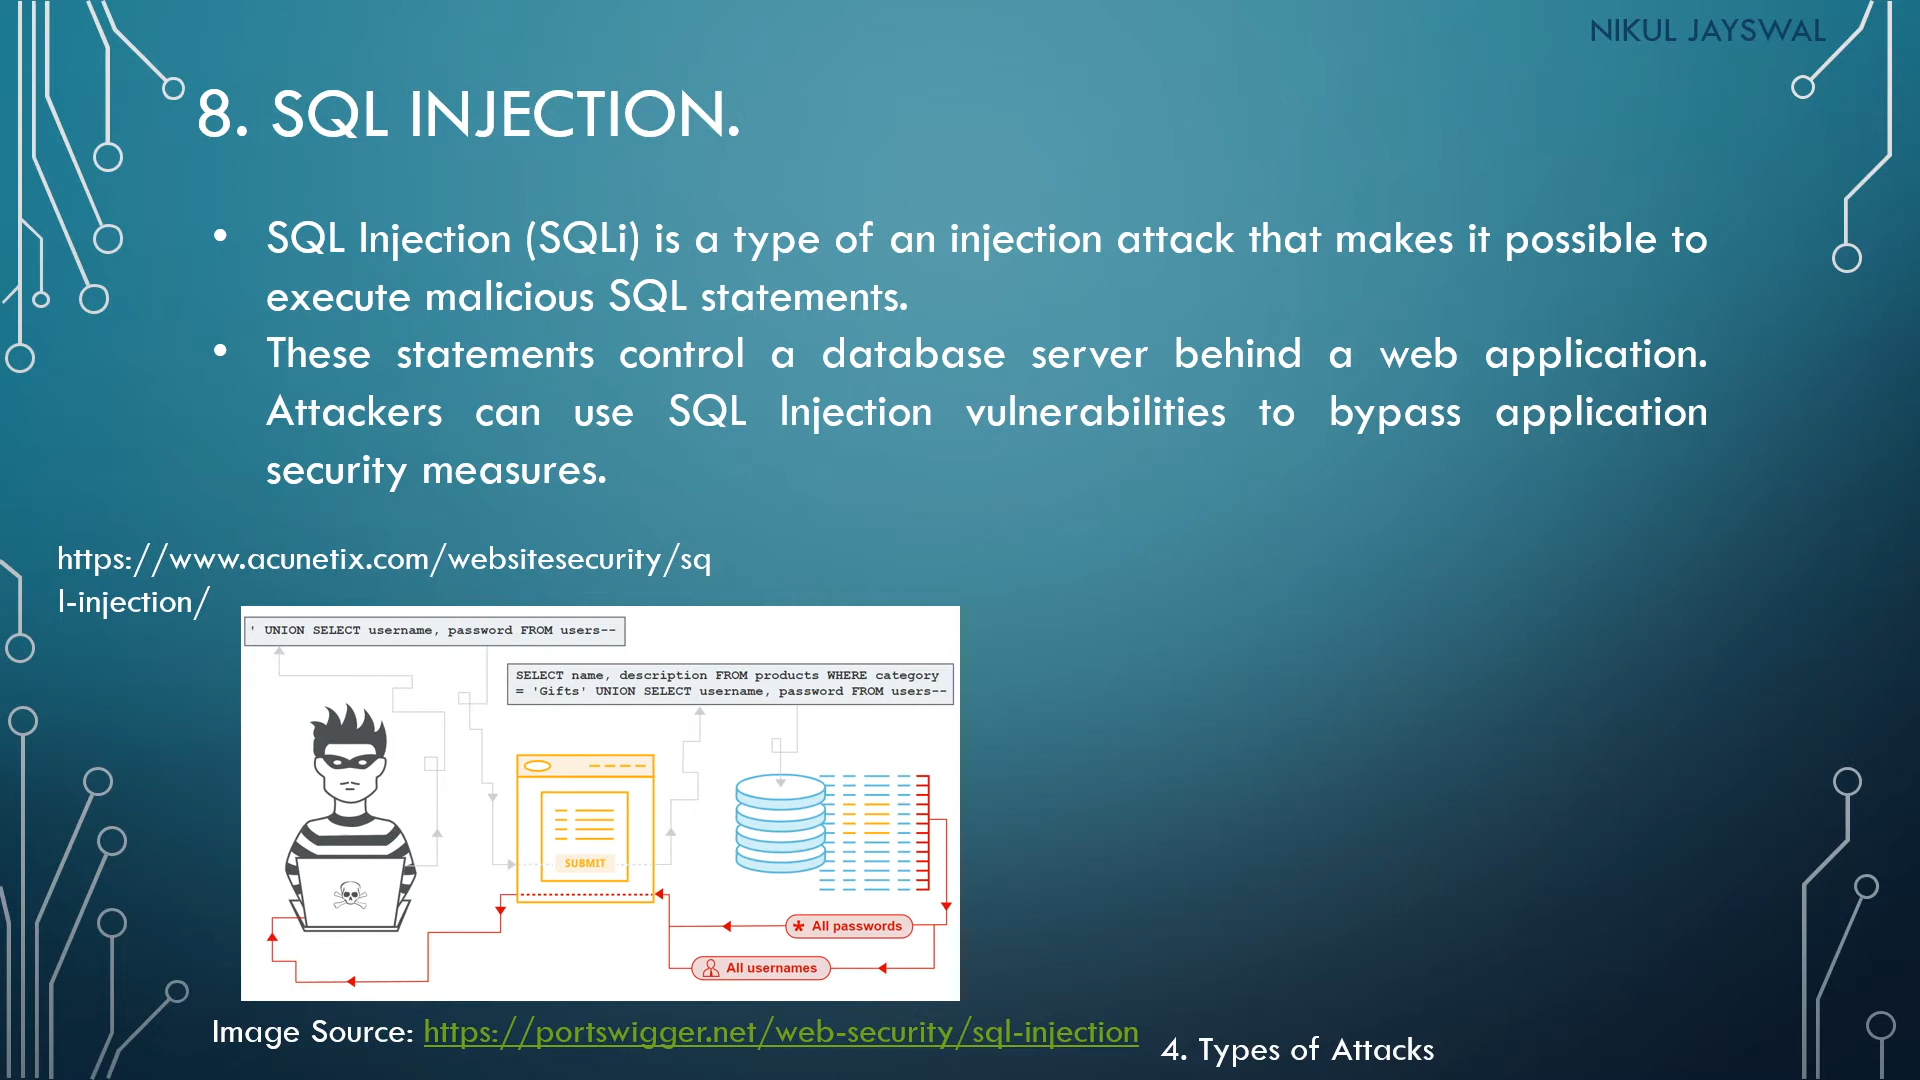 NIKUL JAYSWAL
8. SQL INJECTION.
• SQL Injection (SQLi) is a type of an injection attack that makes it possible to
execute malicious SQL statements.
• These statements control a database server behind a web application.
Attackers can use SQL Injection vulnerabilities to bypass application
security measures.
https://www.acunetix.com/websitesecurity/sq
l-injection/
' UNION SELECT username, password FROM users--
SELECT name, description FROM products WHERE category
= 'Gifts' UNION SELECT username, password FROM users--
SUBMIT
* All passwords
All usernames
Image Source: https://portswigger.net/web-security/sql-injection
4. Types of Attacks